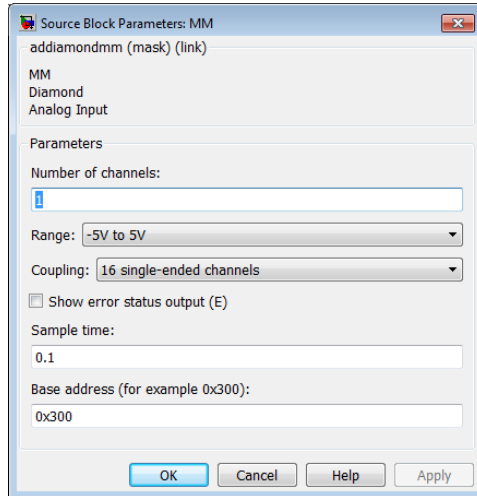 Source Block Parameters: MM
addiamondmm (mask) (link)
MM
Diamond
Analog Input
Parameters
Number of channels:
1
Range: -5V to 5V
Coupling: 16 single-ended channels
Show error status output (E)
Sample time:
0.1
Base address (for example 0x300):
0x300
OK Cancel Help Apply